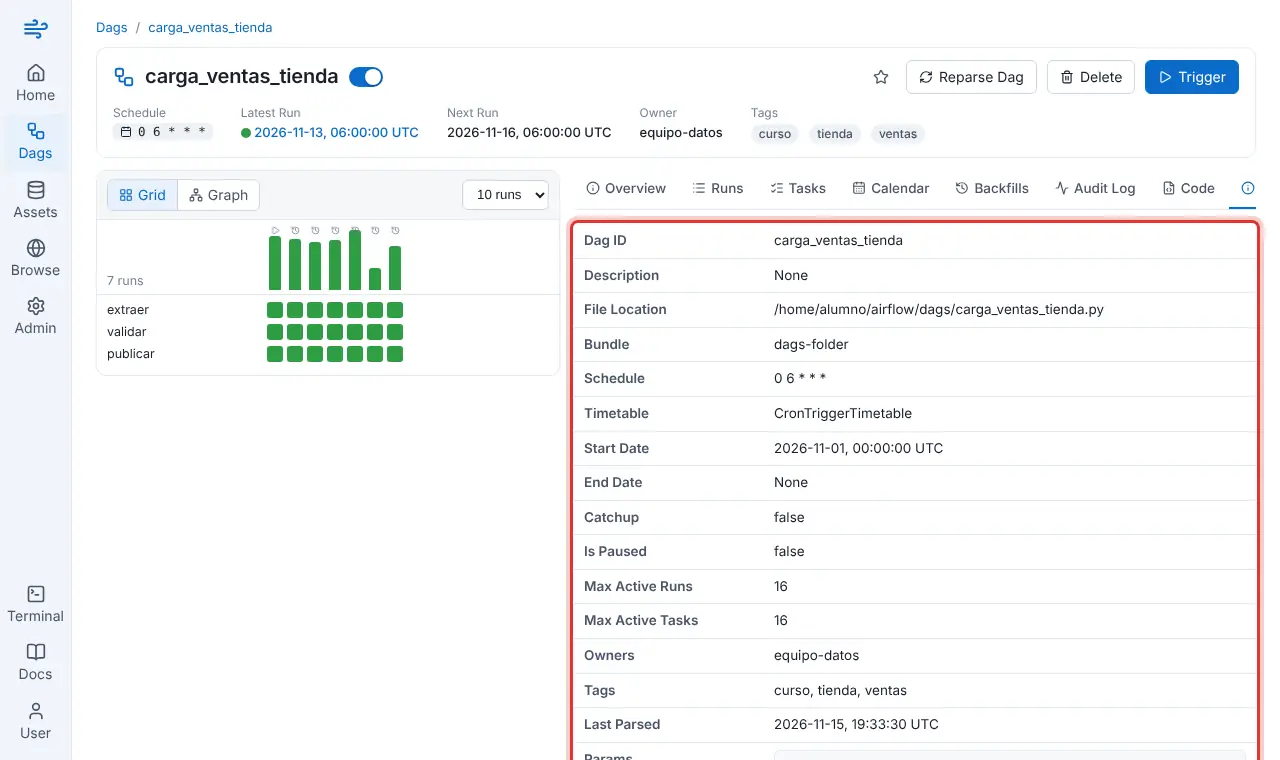 Dags / carga_ventas_tienda
Home
Dags
Assets
Browse
Admin
Terminal
Docs
User
carga_ventas_tienda
Reparse Dag
Delete
Trigger
Schedule
0 6 * * *
Latest Run
2026-11-13, 06:00:00 UTC
Next Run
2026-11-16, 06:00:00 UTC
Owner
equipo-datos
Tags
curso tienda ventas
Grid
Graph
10 runs
7 runs
extraer
validar
publicar
Overview
Runs
Tasks
Calendar
Backfills
Audit Log
Code
Dag ID carga_ventas_tienda
Description None
File Location /home/alumno/airflow/dags/carga_ventas_tienda.py
Bundle dags-folder
Schedule 0 6 * * *
Timetable CronTriggerTimetable
Start Date 2026-11-01, 00:00:00 UTC
End Date None
Catchup false
Is Paused false
Max Active Runs 16
Max Active Tasks 16
Owners equipo-datos
Tags curso, tienda, ventas
Last Parsed 2026-11-15, 19:33:30 UTC
Params